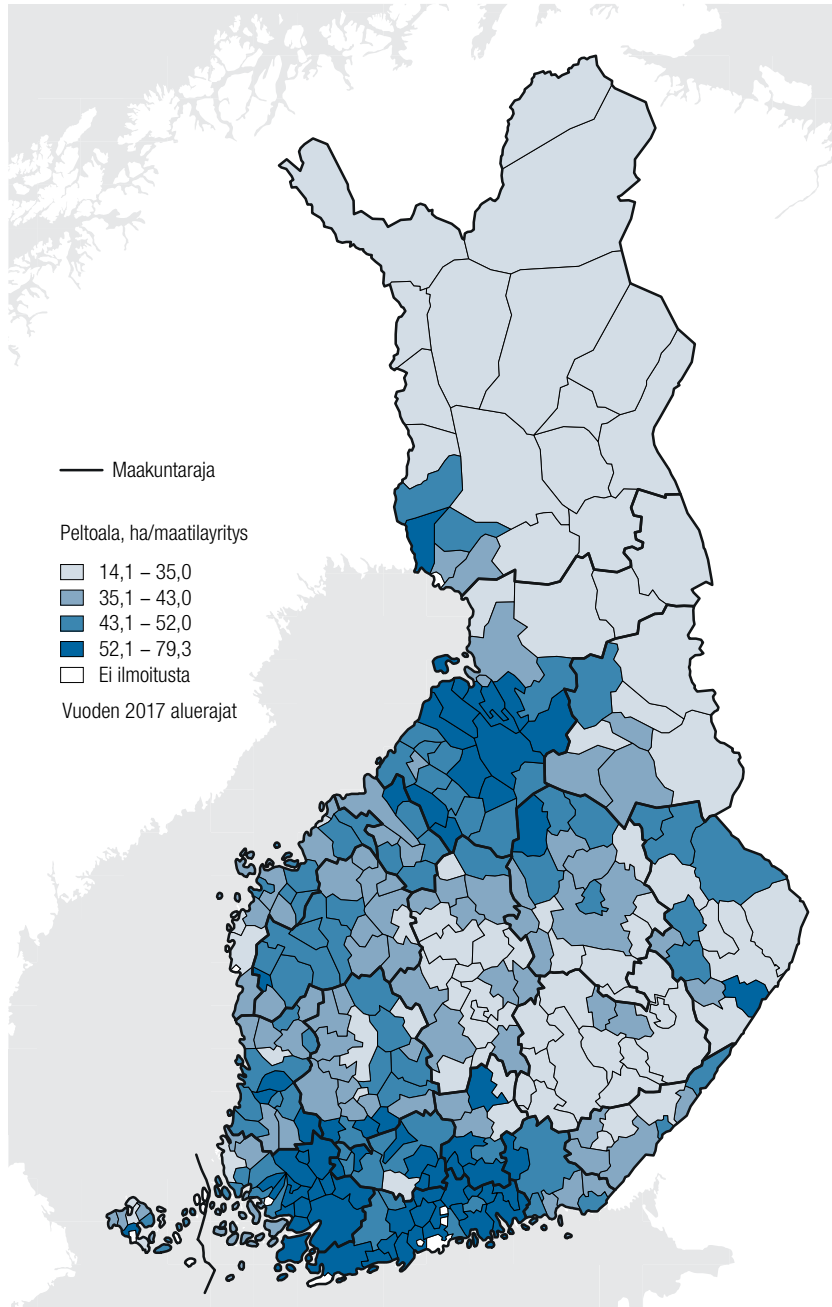 Maakuntaraja
Peltoala, ha/maatilayritys
14,1 – 35,0
35,1 – 43,0
43,1 – 52,0
52,1 – 79,3
Ei ilmoitusta
Vuoden 2017 aluerajat